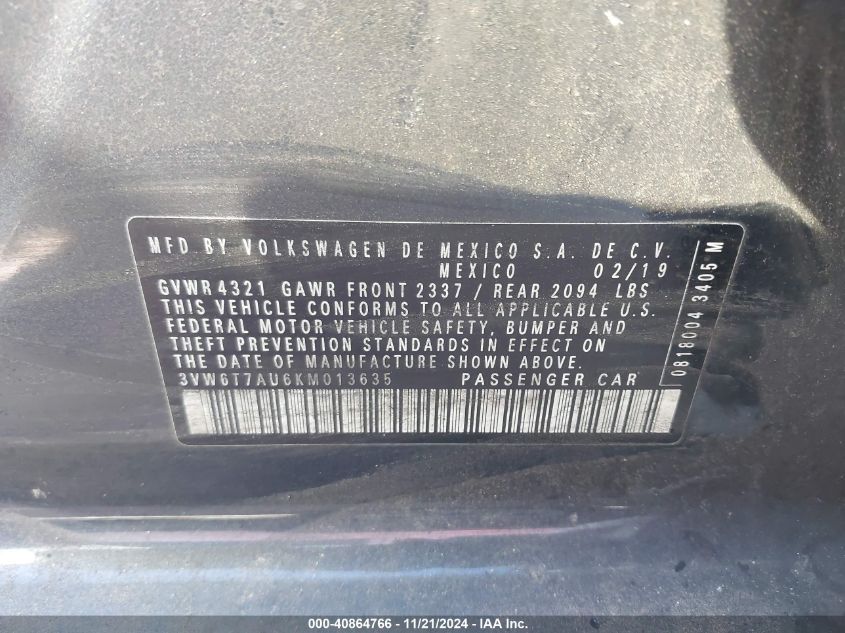 MFD. BY VOLKSWAGEN DE MEXICO S.A. DE C.V.
MEXICO 02/19
GVWR 4321 GAWR FRONT 2337 / REAR 2094 LBS
THIS VEHICLE CONFORMS TO ALL APPLICABLE U.S.
FEDERAL MOTOR VEHICLE SAFETY, BUMPER AND
THEFT PREVENTION STANDARDS IN EFFECT ON
THE DATE OF MANUFACTURE SHOWN ABOVE.
3VW6T7AU6KM013635 PASSENGER CAR
0818004 3405 M
000-40864766 - 11/21/2024 - IAA Inc.